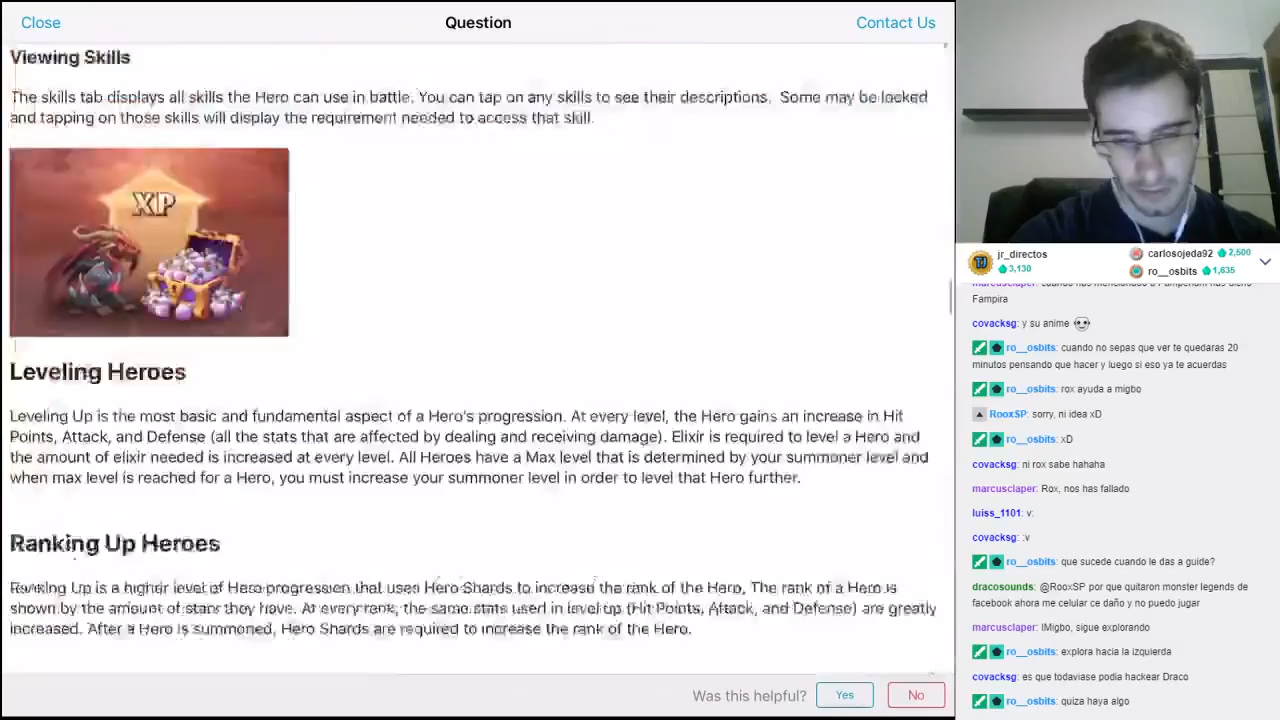 Close
Question
Contact Us
Viewing Skills
The skills tab displays all skills the Hero can use in battle. You can tap on any skills to see their descriptions. Some may be locked
and tapping on those skills will display the requirement needed to access that skill.
XP
Leveling Heroes
Leveling Up is the most basic and fundamental aspect of a Hero's progression. At every level, the Hero gains an increase in Hit
Points, Attack, and Defense (all the stats that are affected by dealing and receiving damage). Elixir is required to level a Hero and
the amount of elixir needed is increased at every level. All Heroes have a Max level that is determined by your summoner level and
when max level is reached for a Hero, you must increase your summoner level in order to level that Hero further.
Ranking Up Heroes
Ranking Up is a higher level of Hero progression that uses Hero Shards to increase the rank of the Hero. The rank of a Hero is
shown by the amount of stars they have. At every rank, the same stats used in level up (Hit Points, Attack, and Defense) are greatly
increased. After a Hero is summoned, Hero Shards are required to increase the rank of the Hero.
Was this helpful?
Yes
No
TJ
jr_directos
3,130
carlosojeda92 2,500
ro__osbits 1,635
Fampira
covacksg: y su anime
ro__osbits: cuando no sepas que ver te quedaras 20
minutos pensando que hacer y luego si eso ya te acuerdas
ro__osbits: rox ayuda a migbo
RooxSP: sorry, ni idea xD
ro__osbits: xD
covacksg: ni rox sabe hahaha
marcusclaper: Rox, nos has fallado
luiss_1101: v:
covacksg: :v
ro__osbits: que sucede cuando le das a guide?
dracosounds: @RooxSP por que quitaron monster legends de
facebook ahora me celular ce daño y no puedo jugar
marcusclaper: IMigbo, sigue explorando
ro__osbits: explora hacia la izquierda
covacksg: es que todaviase podia hackear Draco
ro__osbits: quiza haya algo